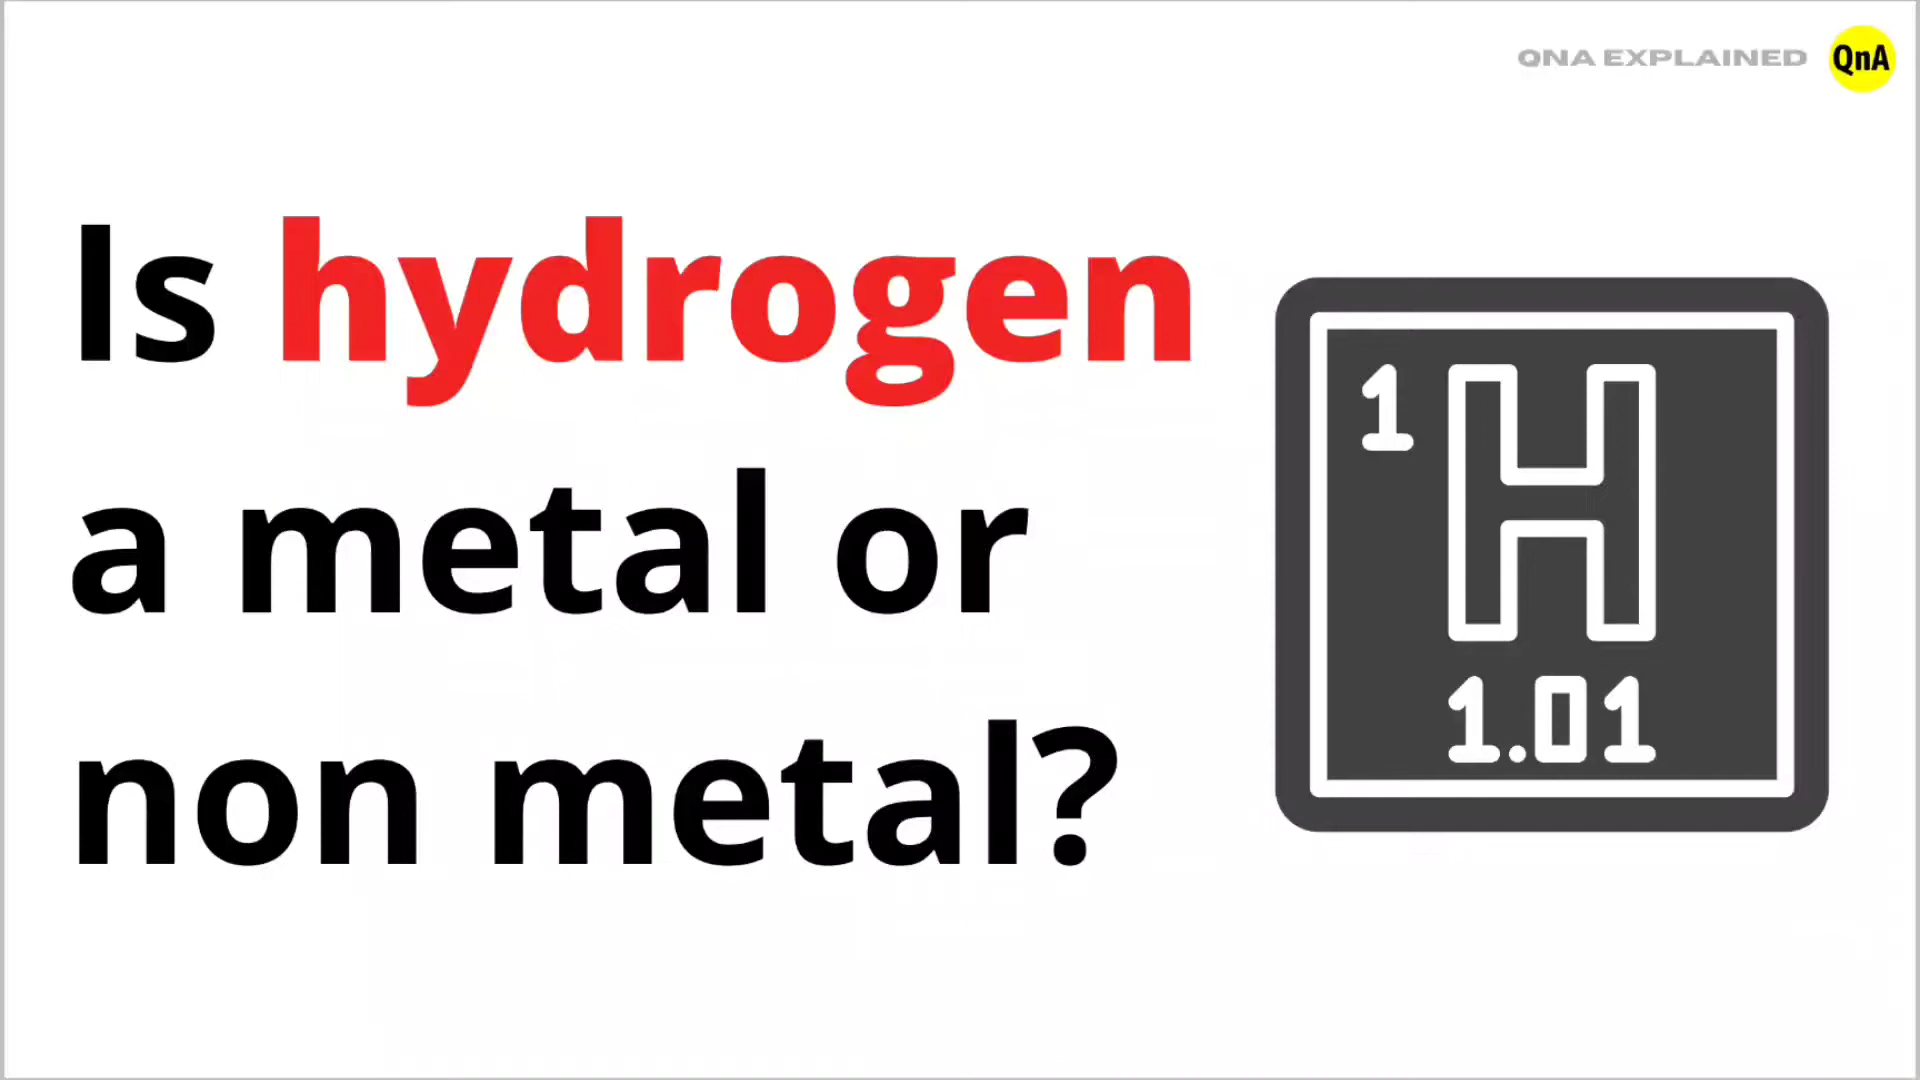 QNA EXPLAINED
QnA
Is hydrogen
a metal or
non metal?
1
H
1.01